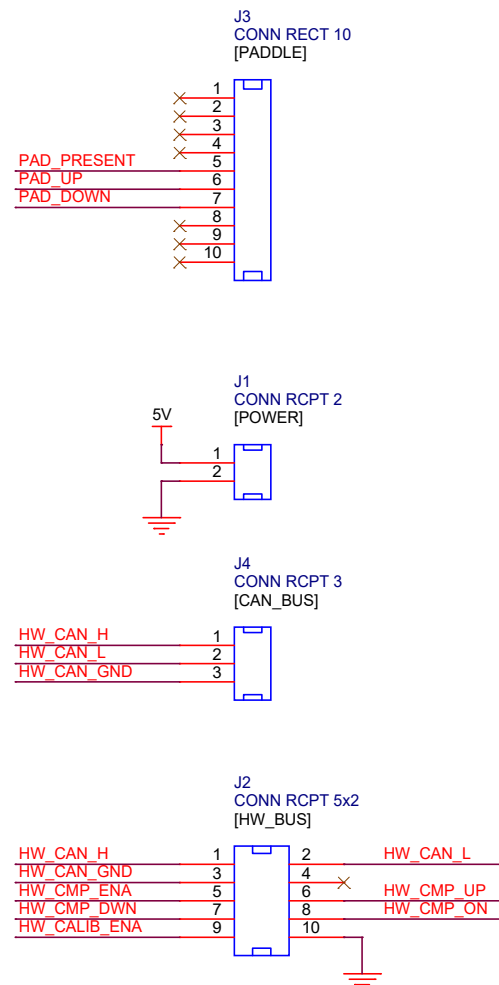 J3
CONN RECT 10
[PADDLE]
1
2
3
4
PAD_PRESENT 5
PAD_UP 6
PAD_DOWN 7
8
9
10
J1
CONN RCPT 2
[POWER]
5V
1
2
J4
CONN RCPT 3
[CAN_BUS]
HW_CAN_H 1
HW_CAN_L 2
HW_CAN_GND 3
J2
CONN RCPT 5x2
[HW_BUS]
HW_CAN_H 1 2 HW_CAN_L
HW_CAN_GND 3 4
HW_CMP_ENA 5 6 HW_CMP_UP
HW_CMP_DWN 7 8 HW_CMP_ON
HW_CALIB_ENA 9 10